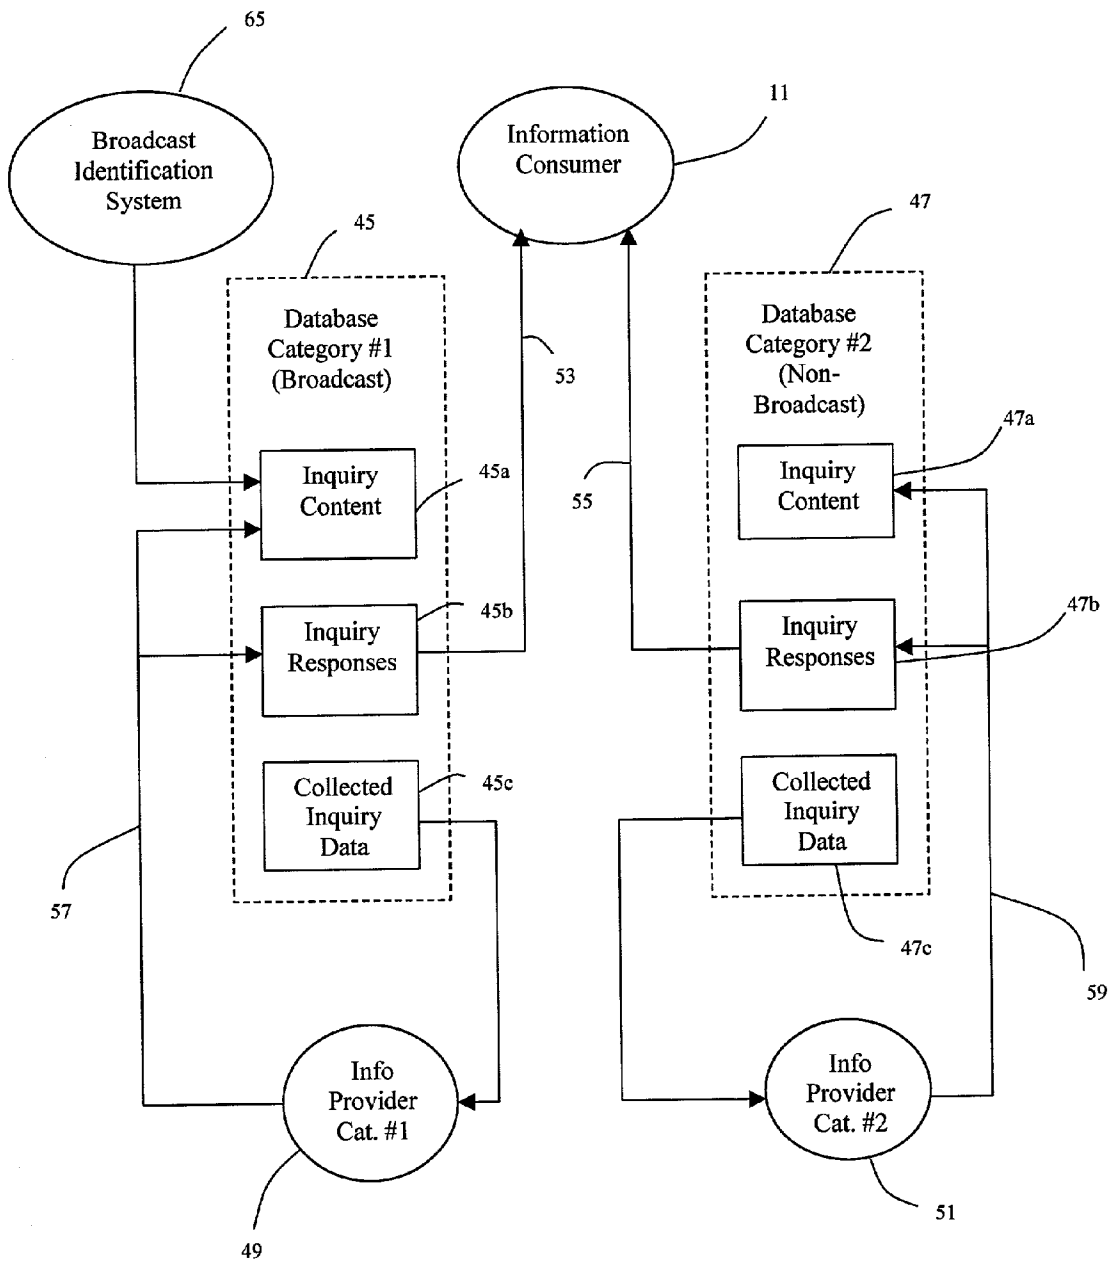 65
Broadcast
Identification
System
Information
Consumer
11
45
47
Database
Category #1
(Broadcast)
53
Database
Category #2
(Non-
Broadcast)
47a
Inquiry
Content
45a
55
Inquiry
Content
Inquiry
Responses
45b
Inquiry
Responses
47b
Collected
Inquiry
Data
45c
Collected
Inquiry
Data
57
47c
59
Info
Provider
Cat. #1
Info
Provider
Cat. #2
49
51